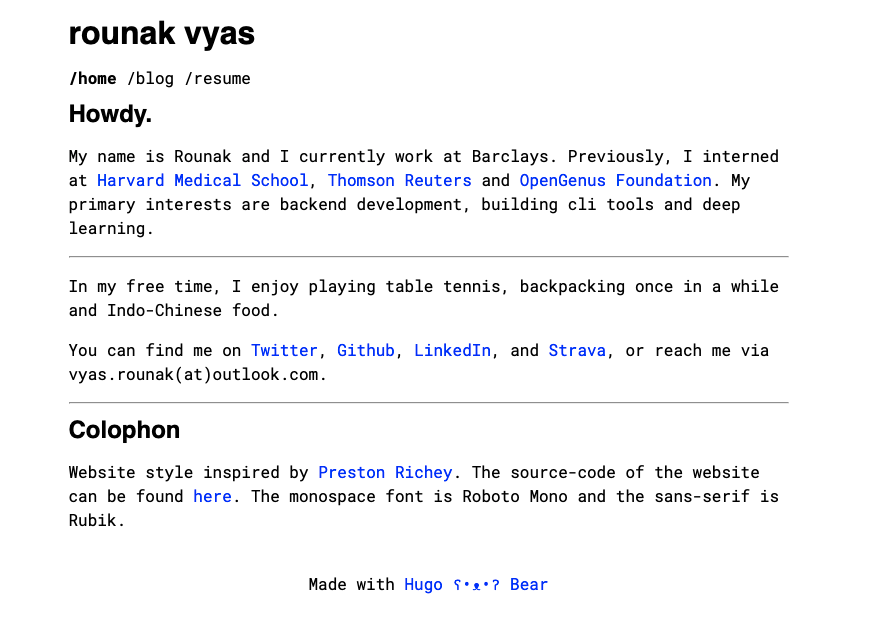 rounak vyas
/home /blog /resume
Howdy.
My name is Rounak and I currently work at Barclays. Previously, I interned
at Harvard Medical School, Thomson Reuters and OpenGenus Foundation. My
primary interests are backend development, building cli tools and deep
learning.
In my free time, I enjoy playing table tennis, backpacking once in a while
and Indo-Chinese food.
You can find me on Twitter, Github, LinkedIn, and Strava, or reach me via
vyas.rounak(at)outlook.com.
Colophon
Website style inspired by Preston Richey. The source-code of the website
can be found here. The monospace font is Roboto Mono and the sans-serif is
Rubik.
Made with Hugo ʕ•ᴥ•ʔ Bear